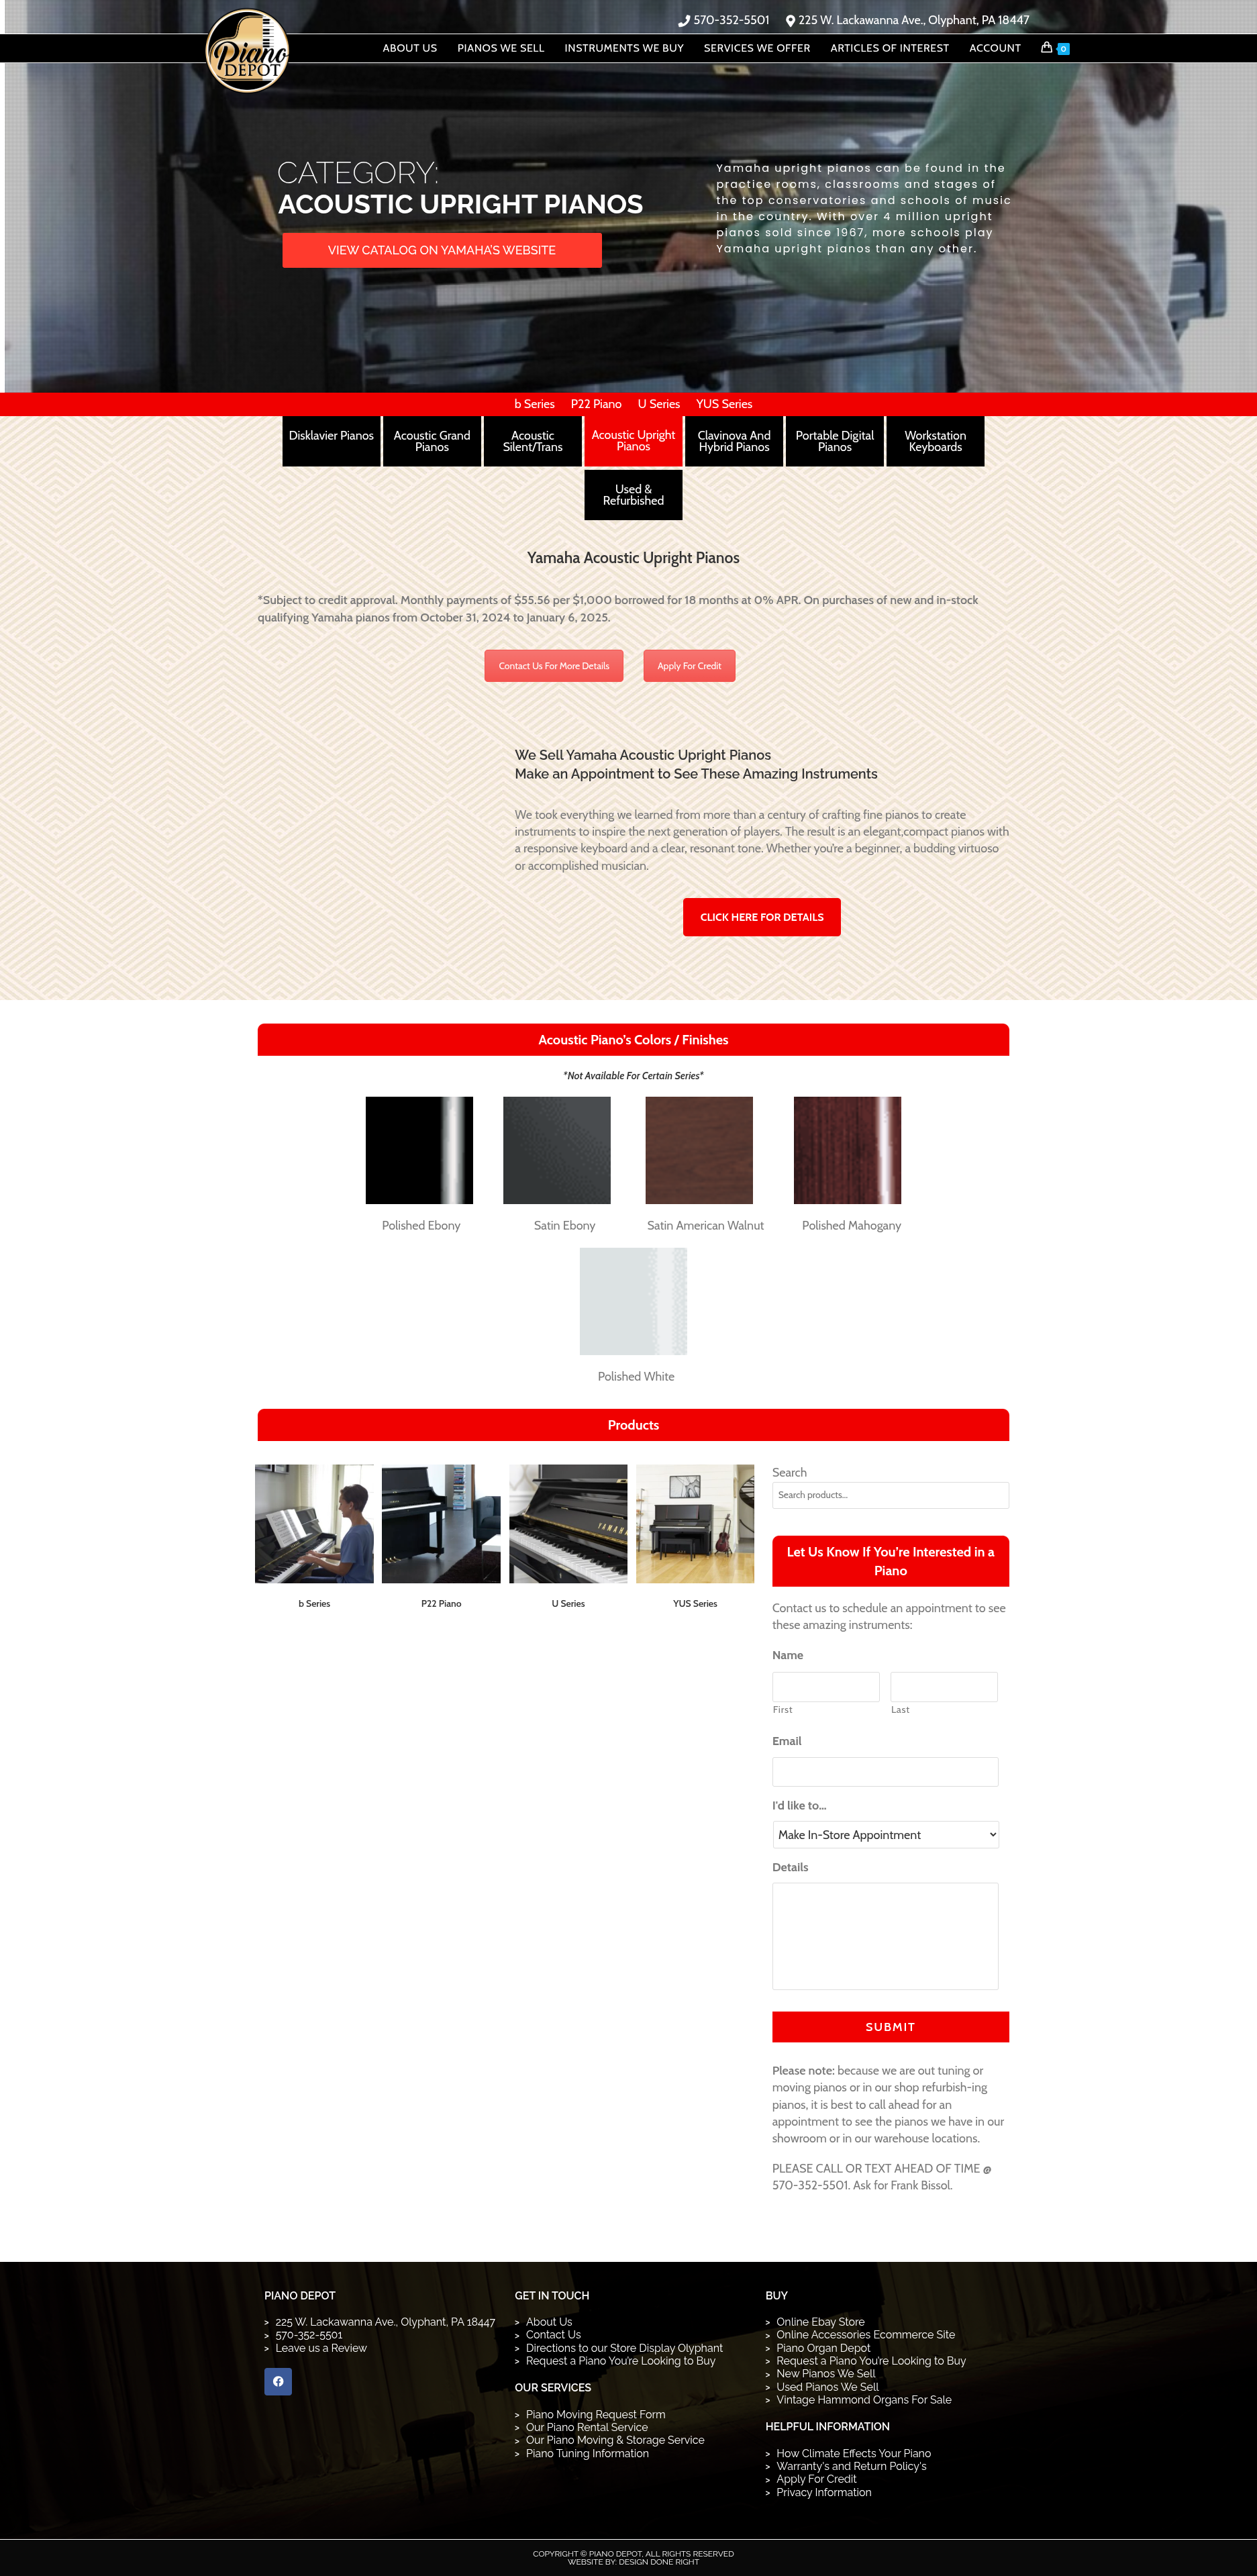 570-352-5501 225 W. Lackawanna Ave., Olyphant, PA 18447
Piano
DEPOT
ABOUT US PIANOS WE SELL INSTRUMENTS WE BUY SERVICES WE OFFER ARTICLES OF INTEREST ACCOUNT 0
CATEGORY:
ACOUSTIC UPRIGHT PIANOS
VIEW CATALOG ON YAMAHA'S WEBSITE
Yamaha upright pianos can be found in the
practice rooms, classrooms and stages of
the top conservatories and schools of music
in the country. With over 4 million upright
pianos sold since 1967, more schools play
Yamaha upright pianos than any other.
b Series P22 Piano U Series YUS Series
Disklavier Pianos
Acoustic Grand
Pianos
Acoustic
Silent/Trans
Acoustic Upright
Pianos
Clavinova And
Hybrid Pianos
Portable Digital
Pianos
Workstation
Keyboards
Used &
Refurbished
Yamaha Acoustic Upright Pianos
*Subject to credit approval. Monthly payments of $55.56 per $1,000 borrowed for 18 months at 0% APR. On purchases of new and in-stock
qualifying Yamaha pianos from October 31, 2024 to January 6, 2025.
Contact Us For More Details Apply For Credit
We Sell Yamaha Acoustic Upright Pianos
Make an Appointment to See These Amazing Instruments
We took everything we learned from more than a century of crafting fine pianos to create
instruments to inspire the next generation of players. The result is an elegant,compact pianos with
a responsive keyboard and a clear, resonant tone. Whether you're a beginner, a budding virtuoso
or accomplished musician.
CLICK HERE FOR DETAILS
Acoustic Piano's Colors / Finishes
*Not Available For Certain Series*
Polished Ebony Satin Ebony Satin American Walnut Polished Mahogany
Polished White
Products
YAMAHA
b Series P22 Piano U Series YUS Series
Search
Search products…
Let Us Know If You're Interested in a
Piano
Contact us to schedule an appointment to see
these amazing instruments:
Name
First Last
Email
I'd like to...
Make In-Store Appointment
Details
SUBMIT
Please note: because we are out tuning or
moving pianos or in our shop refurbish-ing
pianos, it is best to call ahead for an
appointment to see the pianos we have in our
showroom or in our warehouse locations.
PLEASE CALL OR TEXT AHEAD OF TIME @
570-352-5501. Ask for Frank Bissol.
PIANO DEPOT
> 225 W. Lackawanna Ave., Olyphant, PA 18447
> 570-352-5501
> Leave us a Review
GET IN TOUCH
> About Us
> Contact Us
> Directions to our Store Display Olyphant
> Request a Piano You're Looking to Buy
OUR SERVICES
> Piano Moving Request Form
> Our Piano Rental Service
> Our Piano Moving & Storage Service
> Piano Tuning Information
BUY
> Online Ebay Store
> Online Accessories Ecommerce Site
> Piano Organ Depot
> Request a Piano You're Looking to Buy
> New Pianos We Sell
> Used Pianos We Sell
> Vintage Hammond Organs For Sale
HELPFUL INFORMATION
> How Climate Effects Your Piano
> Warranty's and Return Policy's
> Apply For Credit
> Privacy Information
COPYRIGHT © PIANO DEPOT, ALL RIGHTS RESERVED
WEBSITE BY: DESIGN DONE RIGHT